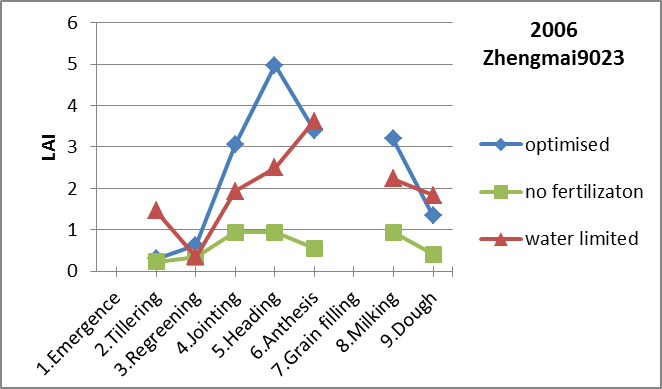 2006
Zhengmai9023
6
5
4
3
2
1
0
LAI
1.Emergence
2.Tillering
3.Regreening
4.Jointing
5.Heading
6.Anthesis
7.Grain filling
8.Milking
9.Dough
optimised
no fertilizaton
water limited